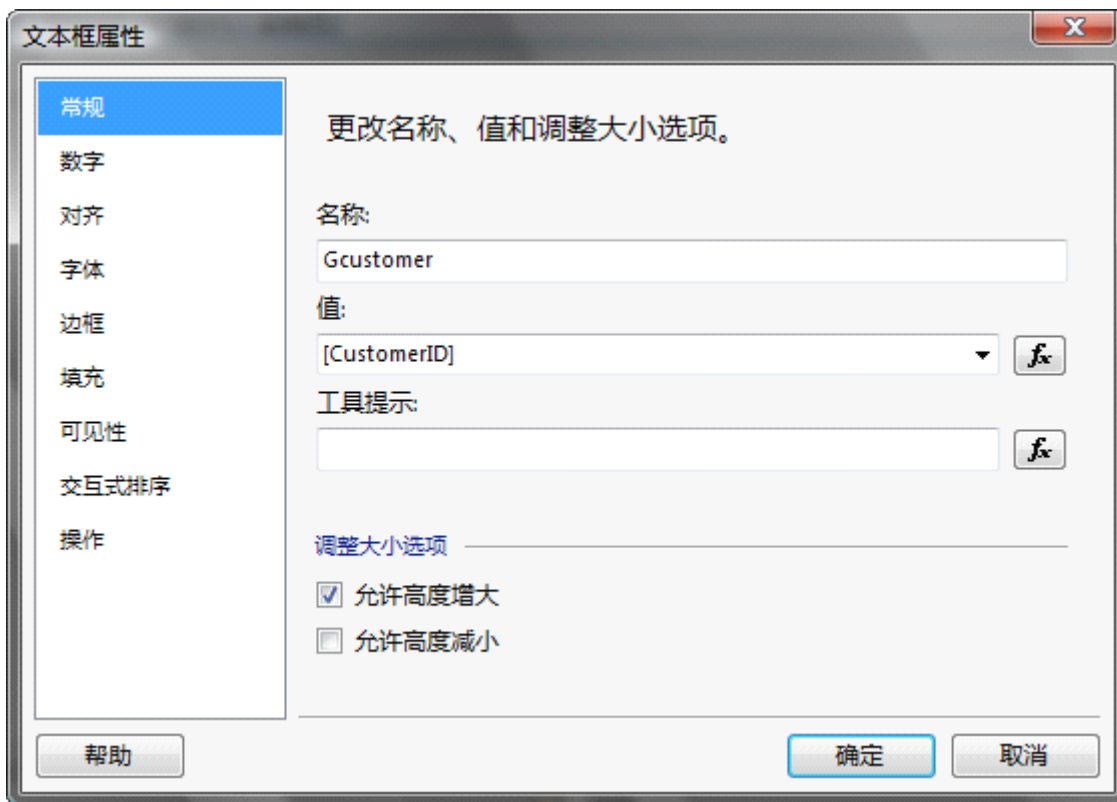 文本框属性
常规
数字
对齐
字体
边框
填充
可见性
交互式排序
操作
更改名称、值和调整大小选项。
名称:
Gcustomer
值:
[CustomerID]
fx
工具提示:
fx
调整大小选项
允许高度增大
允许高度减小
帮助
确定
取消